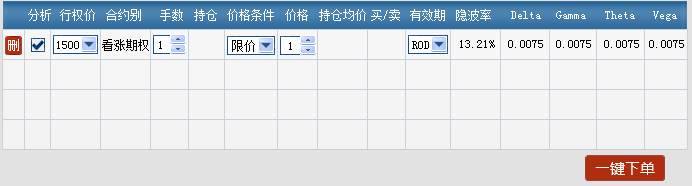 分析 行权价 合约别 手数 持仓 价格条件 价格 持仓均价 买/卖 有效期 隐波率 Delta Gamma Theta Vega
删 1500 看涨期权 1 限价 1 ROD 13.21% 0.0075 0.0075 0.0075 0.0075
一键下单